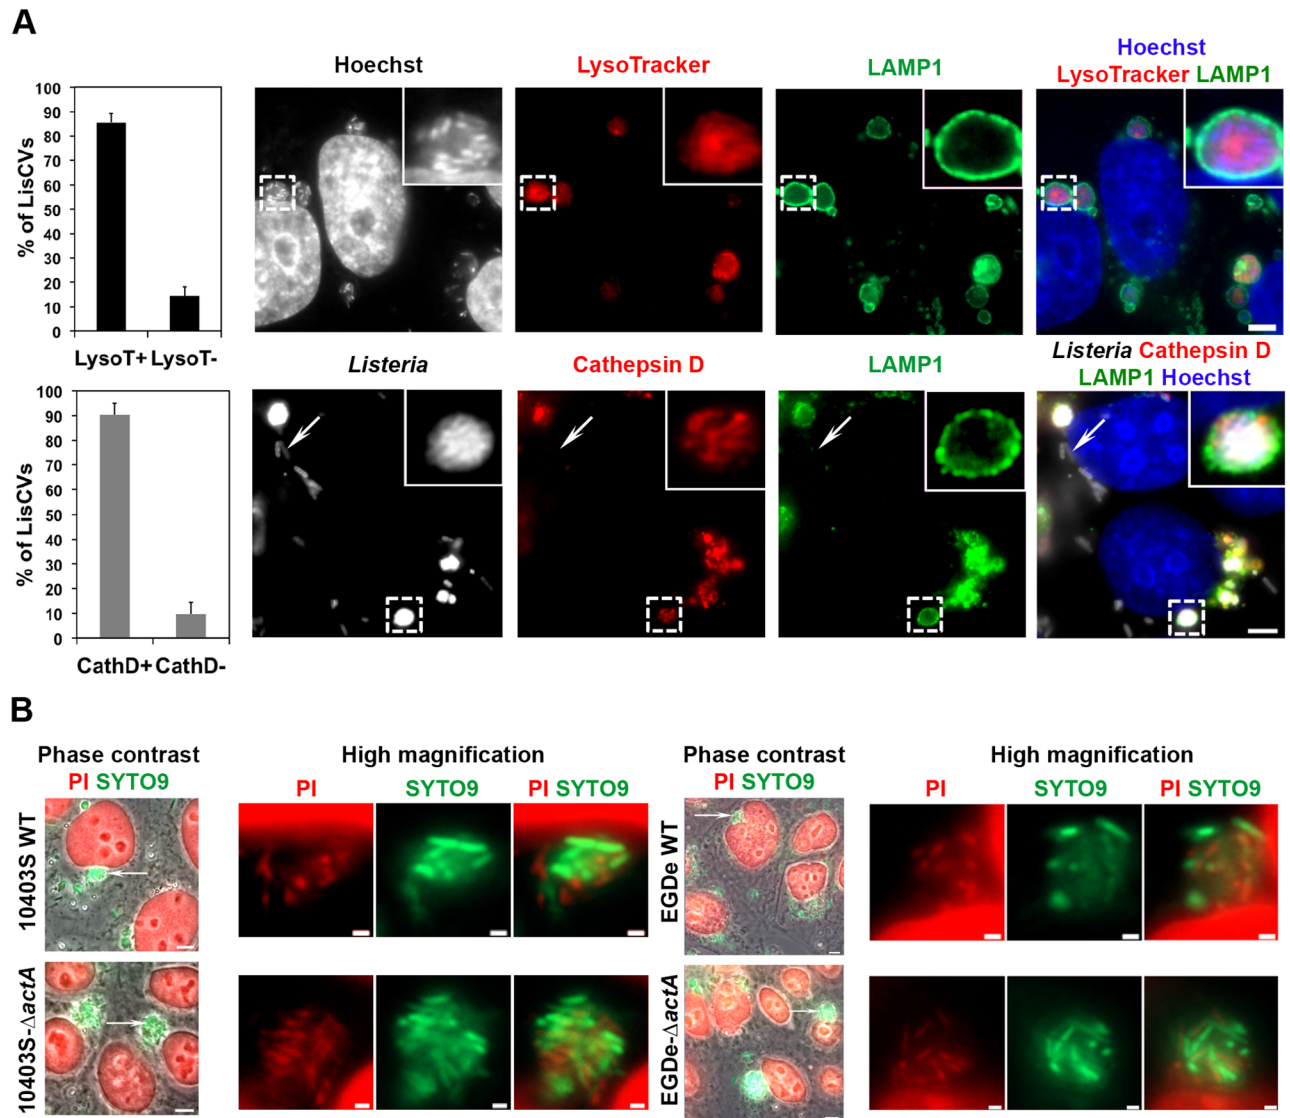 A
Hoechst
LysoTracker
LAMP1
Hoechst
LysoTracker LAMP1
% of LisCVs
100
90
80
70
60
50
40
30
20
10
0
LysoT+ LysoT-
Listeria
Cathepsin D
LAMP1
Listeria Cathepsin D
LAMP1 Hoechst
% of LisCVs
100
90
80
70
60
50
40
30
20
10
0
CathD+ CathD-
B
Phase contrast
PI SYTO9
High magnification
PI
SYTO9
PI SYTO9
Phase contrast
PI SYTO9
High magnification
PI
SYTO9
PI SYTO9
10403S WT
EGDe WT
10403S-ΔactA
EGDe-ΔactA